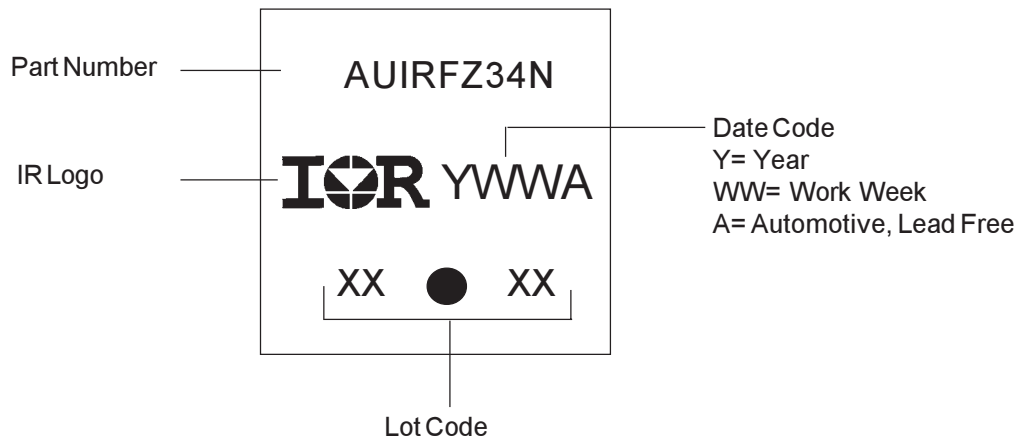 Part Number
AUIRFZ34N
IR Logo
IOR YWWA
Date Code
Y= Year
WW= Work Week
A= Automotive, Lead Free
XX ● XX
Lot Code